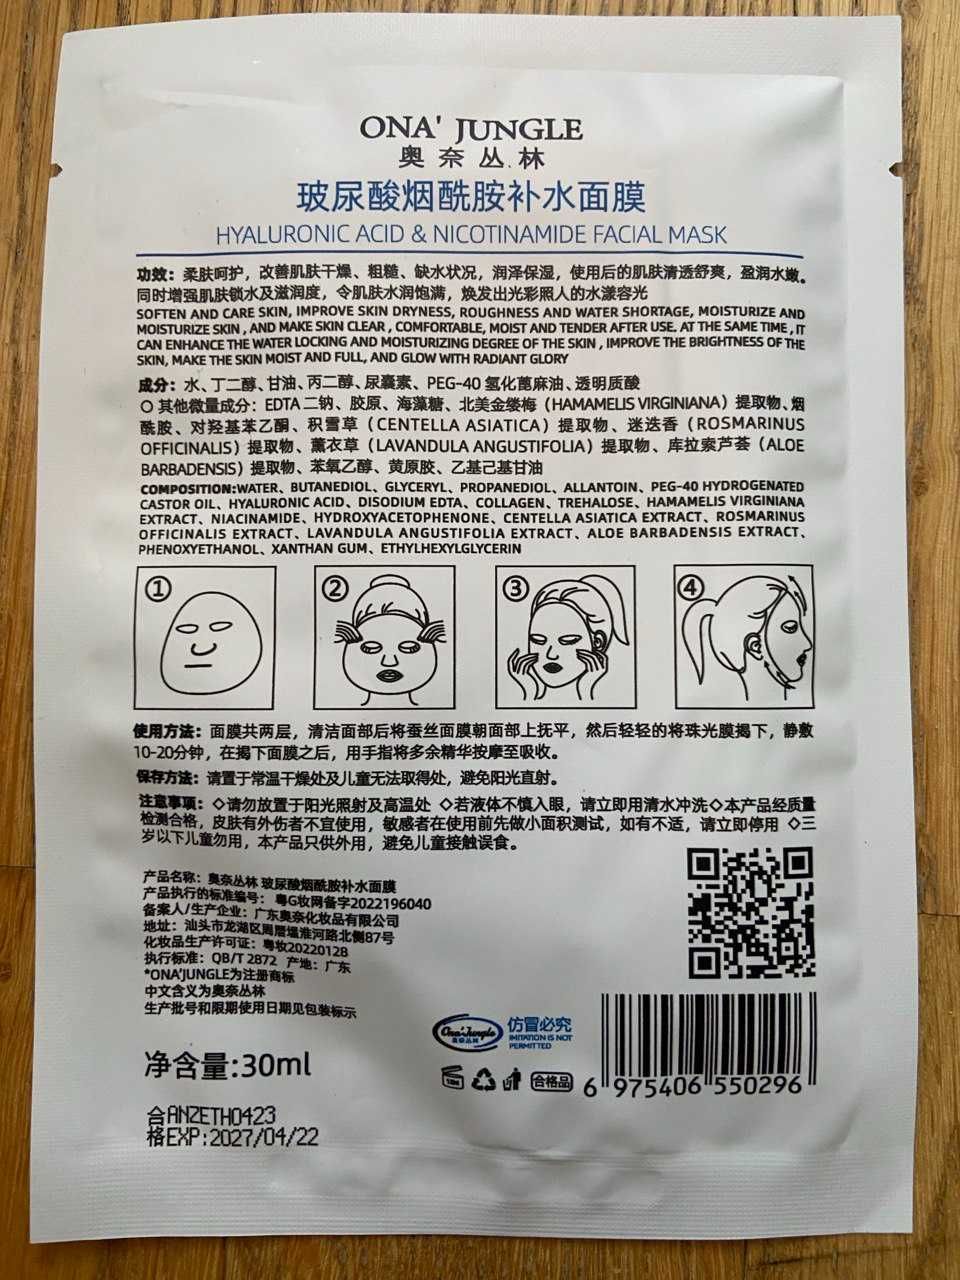 ONA' JUNGLE
奥奈丛林
玻尿酸烟酰胺补水面膜
HYALURONIC ACID & NICOTINAMIDE FACIAL MASK
功效：柔肤呵护，改善肌肤干燥、粗糙、缺水状况，润泽保湿，使用后的肌肤清透舒爽，盈润水嫩。
同时增强肌肤锁水及滋润度，令肌肤水润饱满，焕发出光彩照人的水漾容光
SOFTEN AND CARE SKIN, IMPROVE SKIN DRYNESS, ROUGHNESS AND WATER SHORTAGE, MOISTURIZE AND
MOISTURIZE SKIN , AND MAKE SKIN CLEAR , COMFORTABLE, MOIST AND TENDER AFTER USE. AT THE SAME TIME , IT
CAN ENHANCE THE WATER LOCKING AND MOISTURIZING DEGREE OF THE SKIN , IMPROVE THE BRIGHTNESS OF THE
SKIN, MAKE THE SKIN MOIST AND FULL, AND GLOW WITH RADIANT GLORY
成分：水、丁二醇、甘油、丙二醇、尿囊素、PEG-40 氢化蓖麻油、透明质酸
○ 其他微量成分：EDTA 二钠、胶原、海藻糖、北美金缕梅（HAMAMELIS VIRGINIANA）提取物、烟
酰胺、对羟基苯乙酮、积雪草（CENTELLA ASIATICA）提取物、迷迭香（ROSMARINUS
OFFICINALIS）提取物、薰衣草（LAVANDULA ANGUSTIFOLIA）提取物、库拉索芦荟（ALOE
BARBADENSIS）提取物、苯氧乙醇、黄原胶、乙基己基甘油
COMPOSITION:WATER、BUTANEDIOL、GLYCERYL、PROPANEDIOL、ALLANTOIN、PEG-40 HYDROGENATED
CASTOR OIL、HYALURONIC ACID、DISODIUM EDTA、COLLAGEN、TREHALOSE、HAMAMELIS VIRGINIANA
EXTRACT、NIACINAMIDE、HYDROXYACETOPHENONE、CENTELLA ASIATICA EXTRACT、ROSMARINUS
OFFICINALIS EXTRACT、LAVANDULA ANGUSTIFOLIA EXTRACT、ALOE BARBADENSIS EXTRACT、
PHENOXYETHANOL、XANTHAN GUM、ETHYLHEXYLGLYCERIN
① ② ③ ④
使用方法：面膜共两层，清洁面部后将蚕丝面膜朝面部上抚平，然后轻轻的将珠光膜揭下，静敷
10-20分钟，在揭下面膜之后，用手指将多余精华按摩至吸收。
保存方法：请置于常温干燥处及儿童无法取得处，避免阳光直射。
注意事项：◇请勿放置于阳光照射及高温处 ◇若液体不慎入眼，请立即用清水冲洗◇本产品经质量
检测合格，皮肤有外伤者不宜使用，敏感者在使用前先做小面积测试，如有不适，请立即停用 ◇三
岁以下儿童勿用，本产品只供外用，避免儿童接触误食。
产品名称：奥奈丛林 玻尿酸烟酰胺补水面膜
产品执行的标准编号：粤G妆网备字2022196040
备案人/生产企业：广东奥奈化妆品有限公司
地址：汕头市龙湖区周厝塭淮河路北侧87号
化妆品生产许可证：粤妆20220128
执行标准：QB/T 2872 产地：广东
*ONA'JUNGLE为注册商标
中文含义为奥奈丛林
生产批号和限期使用日期见包装标示
Ona'Jungle
奥奈丛林
仿冒必究
IMITATION IS NOT
PERMITTED
净含量:30ml
合格品
6 975406 550296
合ANZETH0423
格EXP:2027/04/22